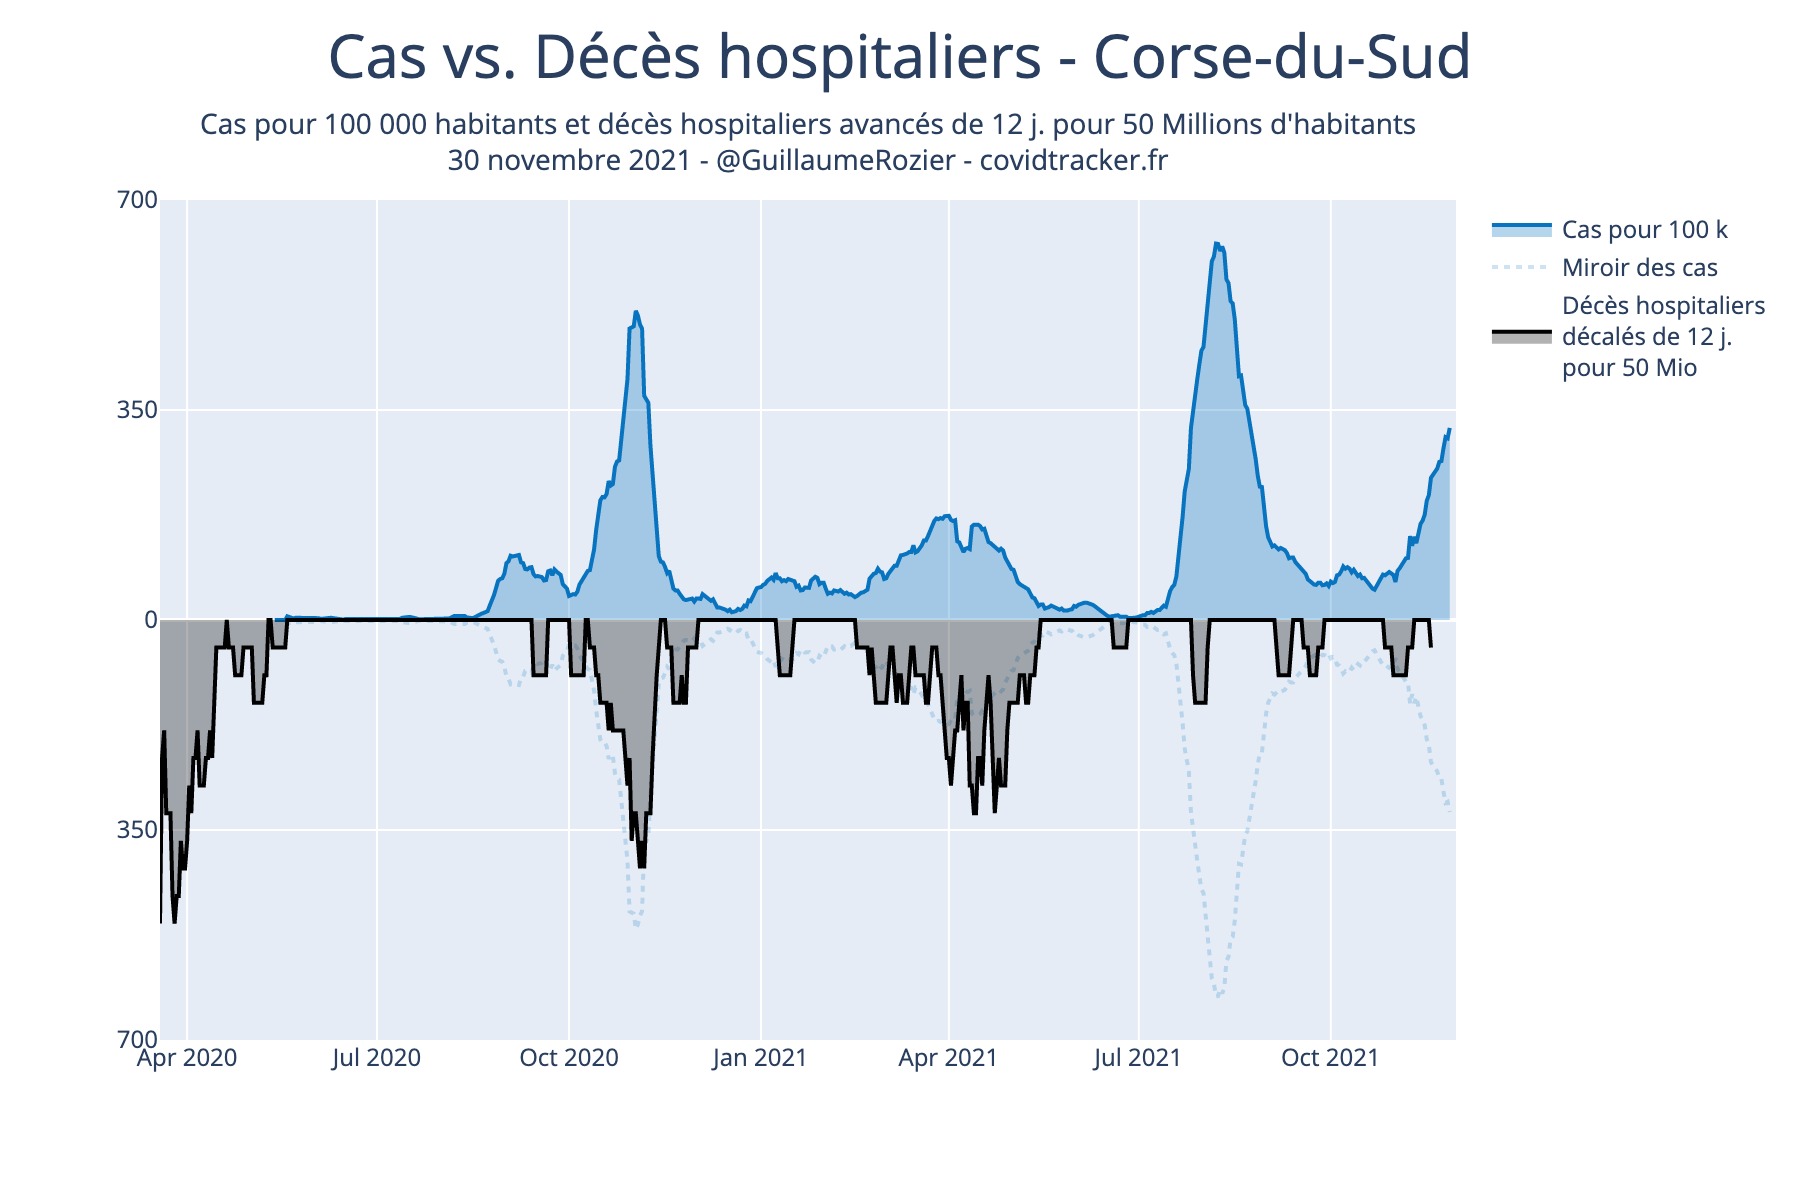 Cas vs. Décès hospitaliers - Corse-du-Sud
Cas pour 100 000 habitants et décès hospitaliers avancés de 12 j. pour 50 Millions d'habitants
30 novembre 2021 - @GuillaumeRozier - covidtracker.fr
700
350
0
350
700
Apr 2020
Jul 2020
Oct 2020
Jan 2021
Apr 2021
Jul 2021
Oct 2021
Cas pour 100 k
Miroir des cas
Décès hospitaliers
décalés de 12 j.
pour 50 Mio